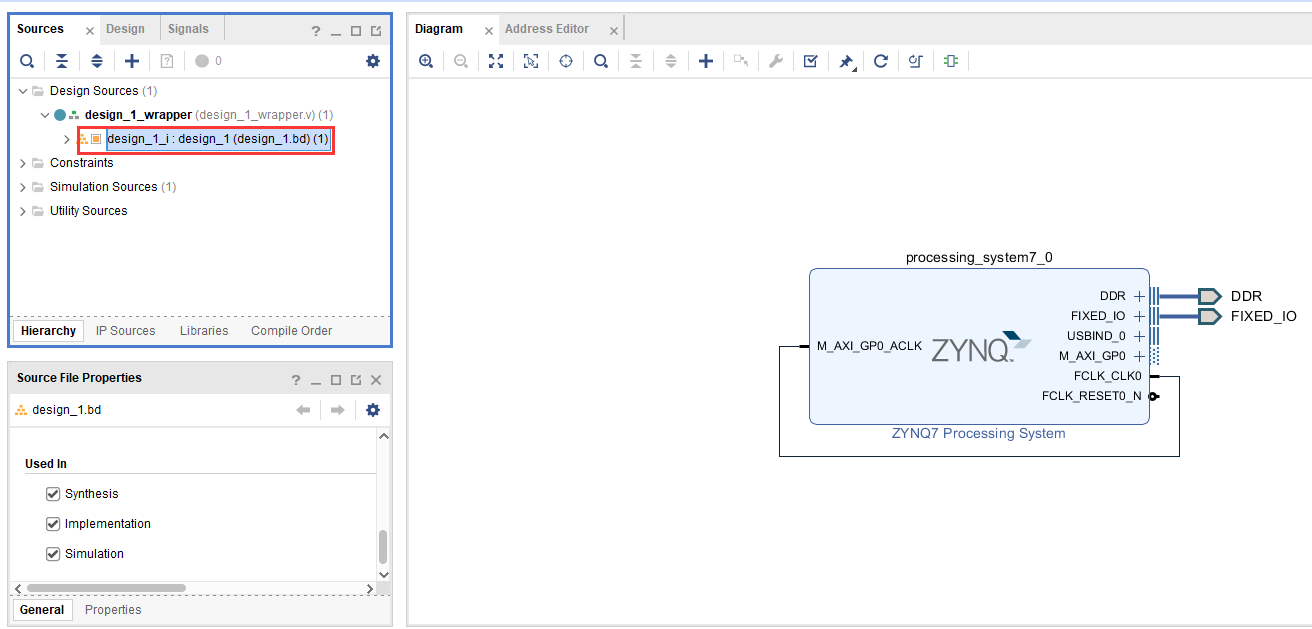 Sources
Design
Signals
?
0
Design Sources (1)
design_1_wrapper (design_1_wrapper.v) (1)
design_1_i : design_1 (design_1.bd) (1)
Constraints
Simulation Sources (1)
Utility Sources
Hierarchy
IP Sources
Libraries
Compile Order
Source File Properties
?
design_1.bd
Used In
Synthesis
Implementation
Simulation
General
Properties
Diagram
Address Editor
processing_system7_0
DDR
FIXED_IO
USBIND_0
M_AXI_GP0
FCLK_CLK0
FCLK_RESET0_N
M_AXI_GP0_ACLK
ZYNQ
ZYNQ7 Processing System
DDR
FIXED_IO